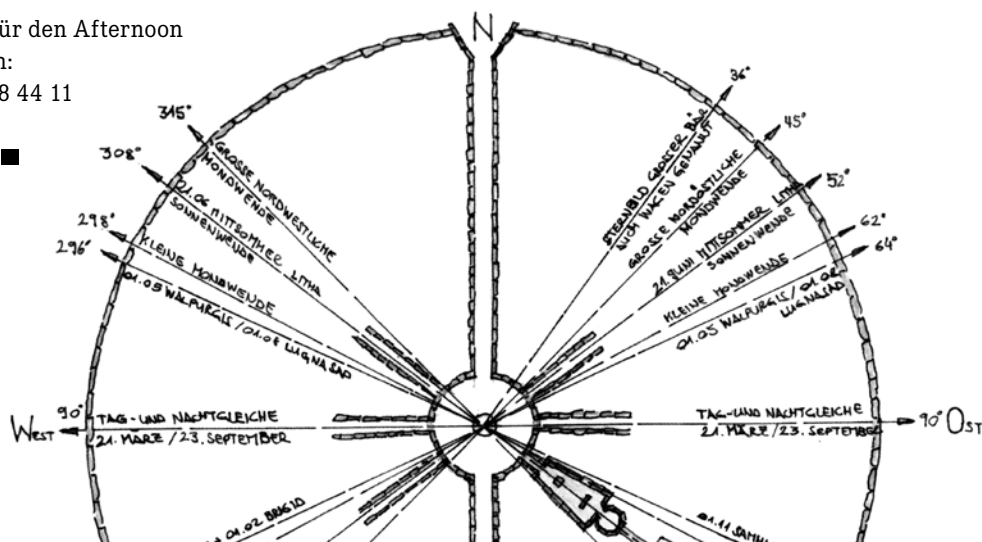 ür den Afternoon
n:
8 44 11
N
36°
45°
52°
62°
64°
315°
308°
298°
296°
GROSSE NORDWESTLICHE
MONDWENDE
21.06 MITTSOMMER LITHA
SONNENWENDE
KLEINE MONDWENDE
01.05 WALPURGIS/01.08 LUGNASAD
STERNBILD GROSSER BÄR
AUCH WAGEN GENANNT
GROSSE NORDÖSTLICHE
MONDWENDE
21. JUNI MITTSOMMER LITHA
SONNENWENDE
KLEINE MONDWENDE
01.05 WALPURGIS/01.08
LUGNASAD
WEST
90°
TAG-UND NACHTGLEICHE
21. MÄRZ/23. SEPTEMBER
TAG-UND NACHTGLEICHE
21. MÄRZ/23. SEPTEMBER
90° OST
01.02 BRIGID
01.11